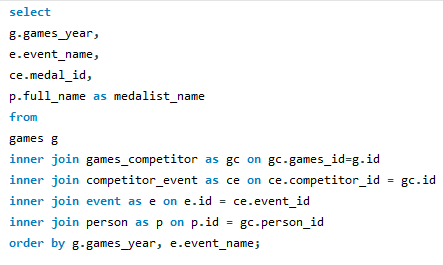 select
g.games_year,
e.event_name,
ce.medal_id,
p.full_name as medalist_name
from
games g
inner join games_competitor as gc on gc.games_id=g.id
inner join competitor_event as ce on ce.competitor_id = gc.id
inner join event as e on e.id = ce.event_id
inner join person as p on p.id = gc.person_id
order by g.games_year, e.event_name;